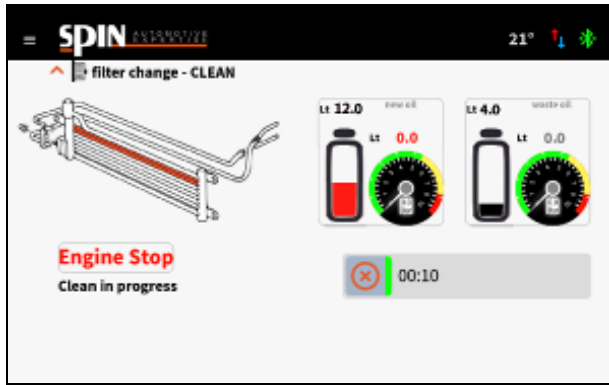 SPIN AUTOMOTIVE EXPERTISE
21°
filter change - CLEAN
Lt 12.0 new oil
Lt 0.0
Lt 4.0 waste oil
Lt 0.0
Engine Stop
Clean in progress
00:10